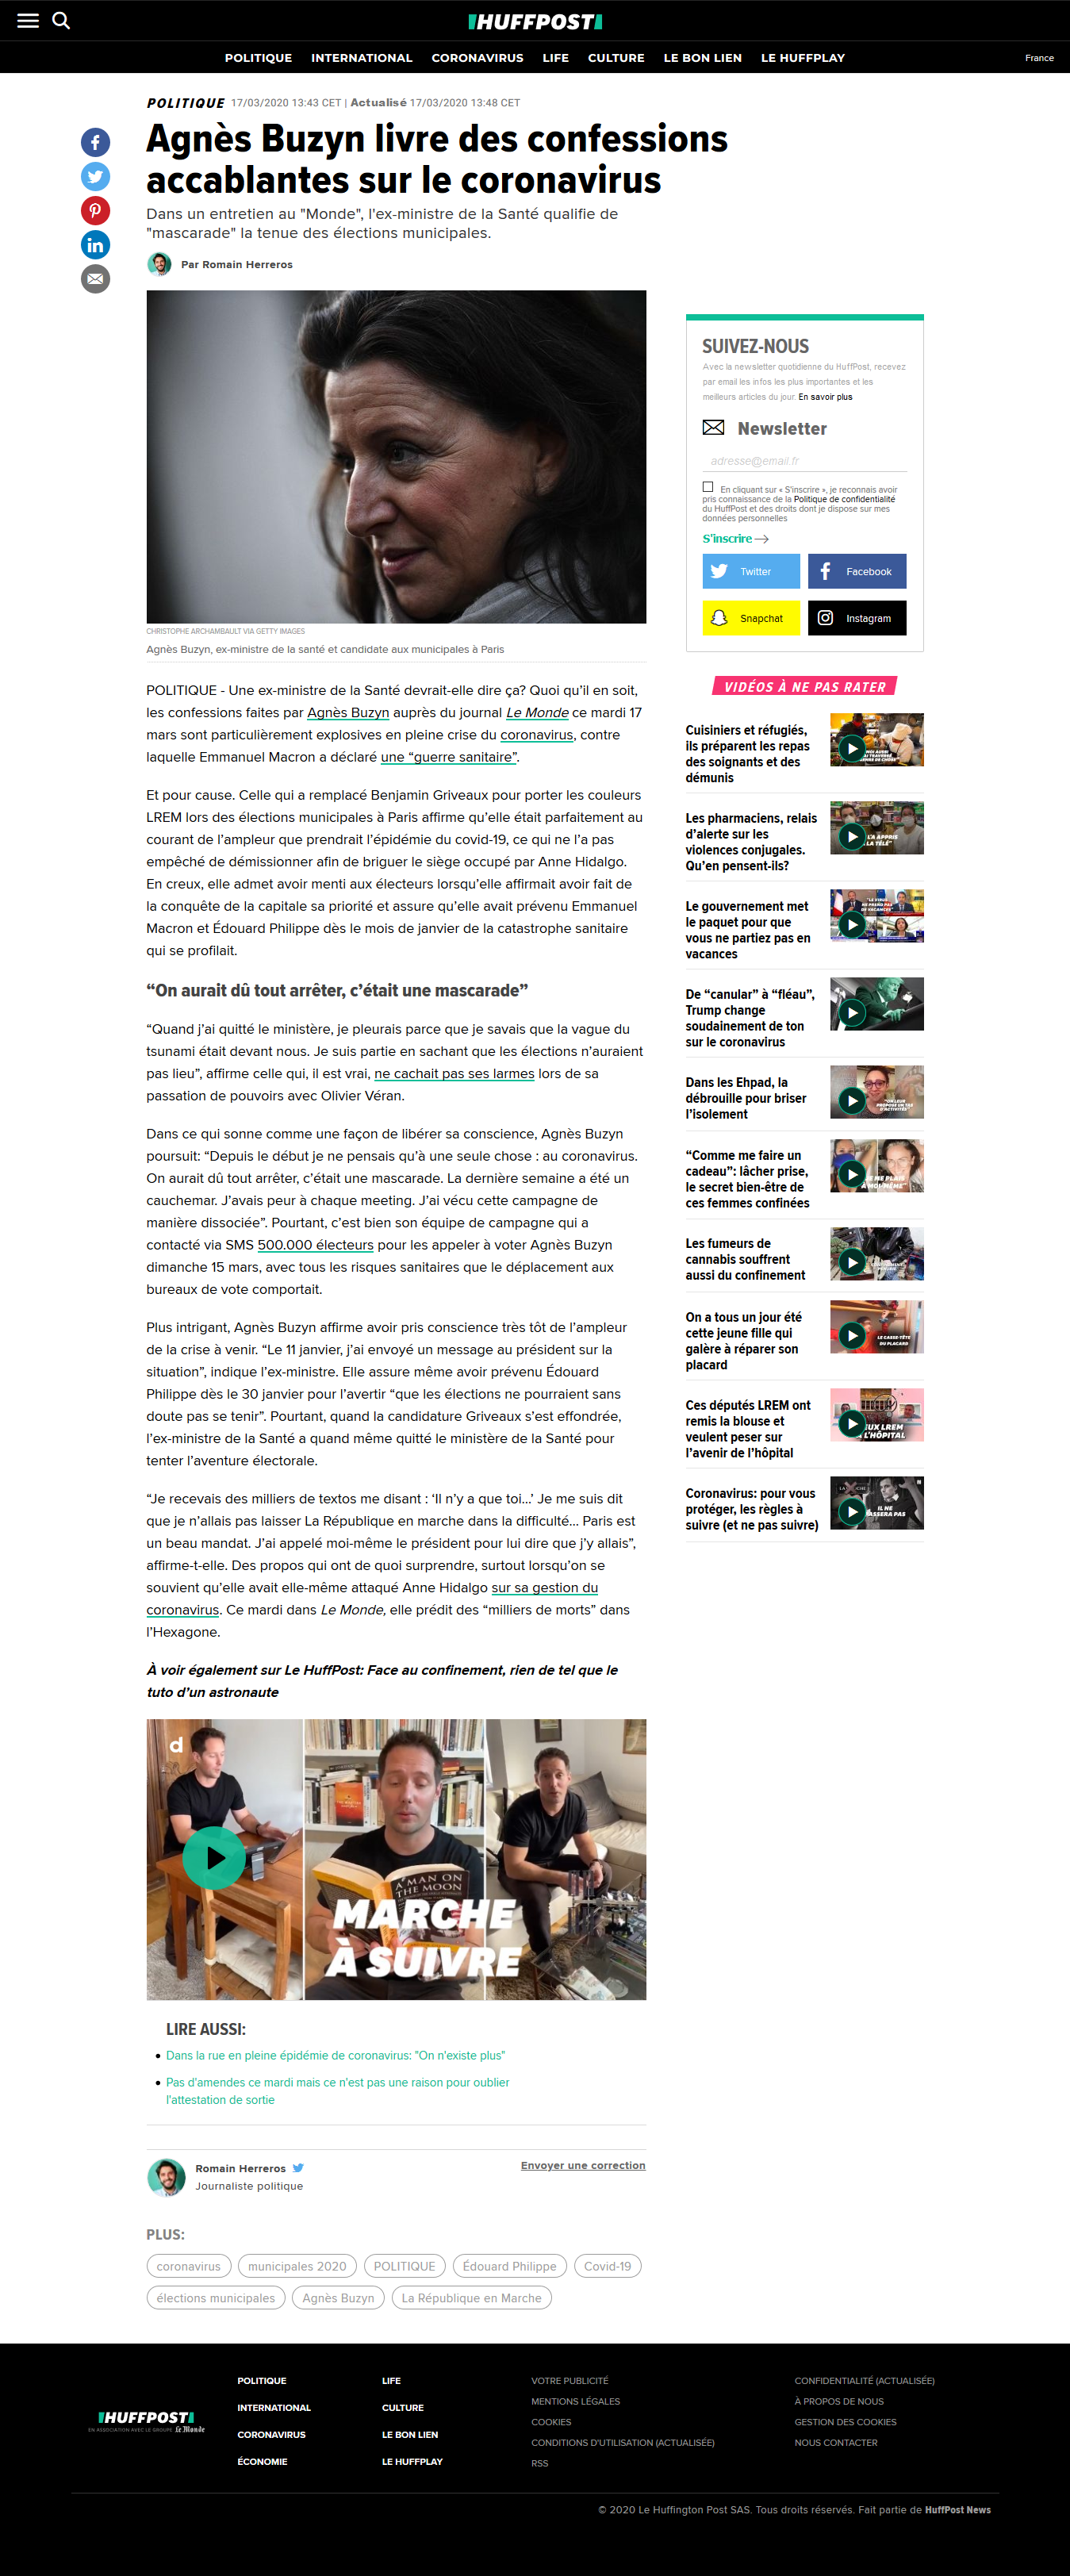 HUFFPOST
POLITIQUE INTERNATIONAL CORONAVIRUS LIFE CULTURE LE BON LIEN LE HUFFPLAY
France
POLITIQUE 17/03/2020 13:43 CET | Actualisé 17/03/2020 13:48 CET
Agnès Buzyn livre des confessions
accablantes sur le coronavirus
Dans un entretien au "Monde", l'ex-ministre de la Santé qualifie de
"mascarade" la tenue des élections municipales.
Par Romain Herreros
CHRISTOPHE ARCHAMBAULT VIA GETTY IMAGES
Agnès Buzyn, ex-ministre de la santé et candidate aux municipales à Paris
POLITIQUE - Une ex-ministre de la Santé devrait-elle dire ça? Quoi qu'il en soit,
les confessions faites par Agnès Buzyn auprès du journal Le Monde ce mardi 17
mars sont particulièrement explosives en pleine crise du coronavirus, contre
laquelle Emmanuel Macron a déclaré une “guerre sanitaire”.
Et pour cause. Celle qui a remplacé Benjamin Griveaux pour porter les couleurs
LREM lors des élections municipales à Paris affirme qu'elle était parfaitement au
courant de l'ampleur que prendrait l'épidémie du covid-19, ce qui ne l'a pas
empêché de démissionner afin de briguer le siège occupé par Anne Hidalgo.
En creux, elle admet avoir menti aux électeurs lorsqu'elle affirmait avoir fait de
la conquête de la capitale sa priorité et assure qu'elle avait prévenu Emmanuel
Macron et Édouard Philippe dès le mois de janvier de la catastrophe sanitaire
qui se profilait.
“On aurait dû tout arrêter, c’était une mascarade”
“Quand j’ai quitté le ministère, je pleurais parce que je savais que la vague du
tsunami était devant nous. Je suis partie en sachant que les élections n’auraient
pas lieu”, affirme celle qui, il est vrai, ne cachait pas ses larmes lors de sa
passation de pouvoirs avec Olivier Véran.
Dans ce qui sonne comme une façon de libérer sa conscience, Agnès Buzyn
poursuit: “Depuis le début je ne pensais qu’à une seule chose : au coronavirus.
On aurait dû tout arrêter, c’était une mascarade. La dernière semaine a été un
cauchemar. J’avais peur à chaque meeting. J’ai vécu cette campagne de
manière dissociée”. Pourtant, c’est bien son équipe de campagne qui a
contacté via SMS 500.000 électeurs pour les appeler à voter Agnès Buzyn
dimanche 15 mars, avec tous les risques sanitaires que le déplacement aux
bureaux de vote comportait.
Plus intrigant, Agnès Buzyn affirme avoir pris conscience très tôt de l’ampleur
de la crise à venir. “Le 11 janvier, j’ai envoyé un message au président sur la
situation”, indique l’ex-ministre. Elle assure même avoir prévenu Édouard
Philippe dès le 30 janvier pour l’avertir “que les élections ne pourraient sans
doute pas se tenir”. Pourtant, quand la candidature Griveaux s’est effondrée,
l’ex-ministre de la Santé a quand même quitté le ministère de la Santé pour
tenter l’aventure électorale.
“Je recevais des milliers de textos me disant : ‘Il n’y a que toi…’ Je me suis dit
que je n’allais pas laisser La République en marche dans la difficulté… Paris est
un beau mandat. J’ai appelé moi-même le président pour lui dire que j’y allais”,
affirme-t-elle. Des propos qui ont de quoi surprendre, surtout lorsqu’on se
souvient qu’elle avait elle-même attaqué Anne Hidalgo sur sa gestion du
coronavirus. Ce mardi dans Le Monde, elle prédit des “milliers de morts” dans
l’Hexagone.
À voir également sur Le HuffPost: Face au confinement, rien de tel que le
tuto d’un astronaute
d
A MAN ON
THE MOON
MARCHE
À SUIVRE
LIRE AUSSI:
• Dans la rue en pleine épidémie de coronavirus: "On n'existe plus"
• Pas d'amendes ce mardi mais ce n'est pas une raison pour oublier
l'attestation de sortie
Romain Herreros
Journaliste politique
Envoyer une correction
PLUS:
coronavirus municipales 2020 POLITIQUE Édouard Philippe Covid-19
élections municipales Agnès Buzyn La République en Marche
SUIVEZ-NOUS
Avec la newsletter quotidienne du HuffPost, recevez
par email les infos les plus importantes et les
meilleurs articles du jour. En savoir plus
Newsletter
adresse@email.fr
En cliquant sur « S'inscrire », je reconnais avoir
pris connaissance de la Politique de confidentialité
du HuffPost et des droits dont je dispose sur mes
données personnelles
S'inscrire
Twitter Facebook
Snapchat Instagram
VIDÉOS À NE PAS RATER
Cuisiniers et réfugiés,
ils préparent les repas
des soignants et des
démunis
Les pharmaciens, relais
d’alerte sur les
violences conjugales.
Qu’en pensent-ils?
Le gouvernement met
le paquet pour que
vous ne partiez pas en
vacances
De “canular” à “fléau”,
Trump change
soudainement de ton
sur le coronavirus
Dans les Ehpad, la
débrouille pour briser
l’isolement
“Comme me faire un
cadeau”: lâcher prise,
le secret bien-être de
ces femmes confinées
Les fumeurs de
cannabis souffrent
aussi du confinement
On a tous un jour été
cette jeune fille qui
galère à réparer son
placard
LE CASSE-TÊTE
DU PLACARD
Ces députés LREM ont
remis la blouse et
veulent peser sur
l’avenir de l’hôpital
Coronavirus: pour vous
protéger, les règles à
suivre (et ne pas suivre)
HUFFPOST
EN ASSOCIATION AVEC LE GROUPE Le Monde
POLITIQUE
INTERNATIONAL
CORONAVIRUS
ÉCONOMIE
LIFE
CULTURE
LE BON LIEN
LE HUFFPLAY
VOTRE PUBLICITÉ
MENTIONS LÉGALES
COOKIES
CONDITIONS D'UTILISATION (ACTUALISÉE)
RSS
CONFIDENTIALITÉ (ACTUALISÉE)
À PROPOS DE NOUS
GESTION DES COOKIES
NOUS CONTACTER
© 2020 Le Huffington Post SAS. Tous droits réservés. Fait partie de HuffPost News